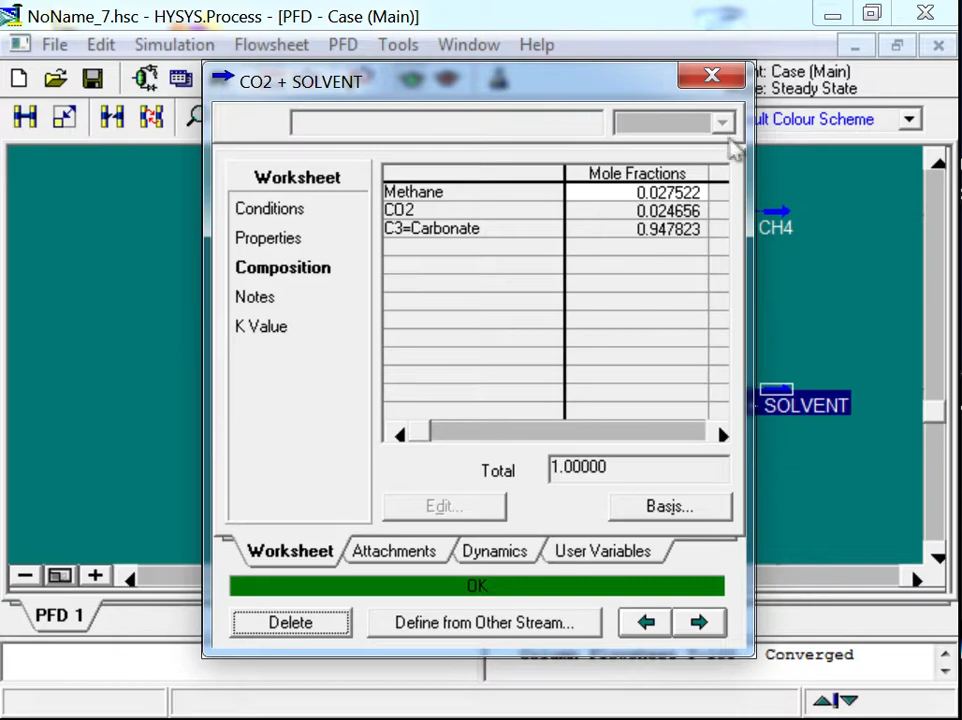 NoName_7.hsc - HYSYS.Process - [PFD - Case (Main)]
File Edit Simulation Flowsheet PFD Tools Window Help
CO2 + SOLVENT
t: Case (Main)
e: Steady State
ult Colour Scheme
Worksheet
Conditions
Properties
Composition
Notes
K Value
Mole Fractions
Methane 0.027522
CO2 0.024656
C3=Carbonate 0.947823
Total 1.00000
Edit... Basis...
Worksheet Attachments Dynamics User Variables
OK
Delete Define from Other Stream...
CH4
SOLVENT
PFD 1
Converged